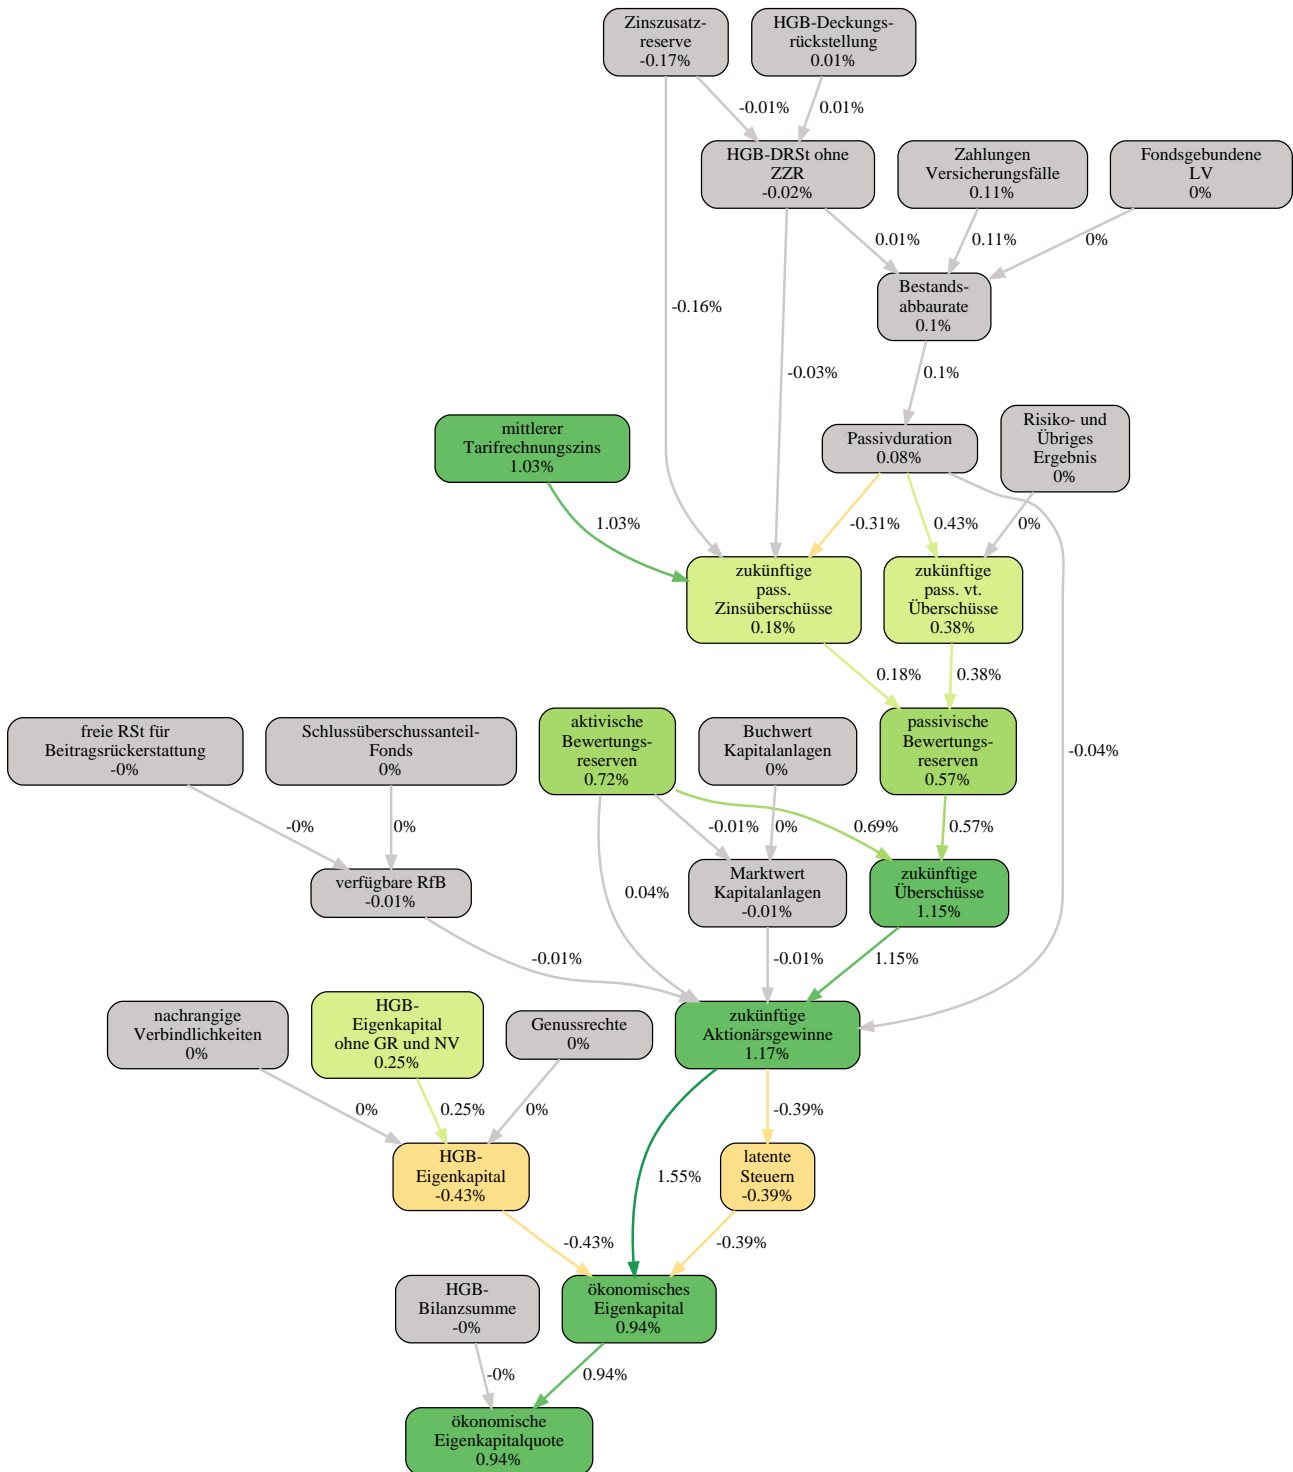 Zinszusatz-
reserve
-0.17%
HGB-Deckungs-
rückstellung
0.01%
-0.01%
0.01%
HGB-DRSt ohne
ZZR
-0.02%
Zahlungen
Versicherungsfälle
0.11%
Fondsgebundene
LV
0%
0.01%
0.11%
0%
Bestands-
abbaurate
0.1%
-0.16%
-0.03%
0.1%
mittlerer
Tarifrechnungszins
1.03%
Passivduration
0.08%
Risiko- und
Übriges
Ergebnis
0%
1.03%
-0.31%
0.43%
0%
zukünftige
pass.
Zinsüberschüsse
0.18%
zukünftige
pass. vt.
Überschüsse
0.38%
0.18%
0.38%
freie RSt für
Beitragsrückerstattung
-0%
Schlussüberschussanteil-
Fonds
0%
aktivische
Bewertungs-
reserven
0.72%
Buchwert
Kapitalanlagen
0%
passivische
Bewertungs-
reserven
0.57%
-0.04%
-0%
0%
-0.01%
0%
0.69%
0.57%
verfügbare RfB
-0.01%
0.04%
Marktwert
Kapitalanlagen
-0.01%
zukünftige
Überschüsse
1.15%
-0.01%
-0.01%
1.15%
nachrangige
Verbindlichkeiten
0%
HGB-
Eigenkapital
ohne GR und NV
0.25%
Genussrechte
0%
zukünftige
Aktionärsgewinne
1.17%
0%
0.25%
0%
-0.39%
HGB-
Eigenkapital
-0.43%
1.55%
latente
Steuern
-0.39%
-0.43%
-0.39%
HGB-
Bilanzsumme
-0%
ökonomisches
Eigenkapital
0.94%
-0%
0.94%
ökonomische
Eigenkapitalquote
0.94%